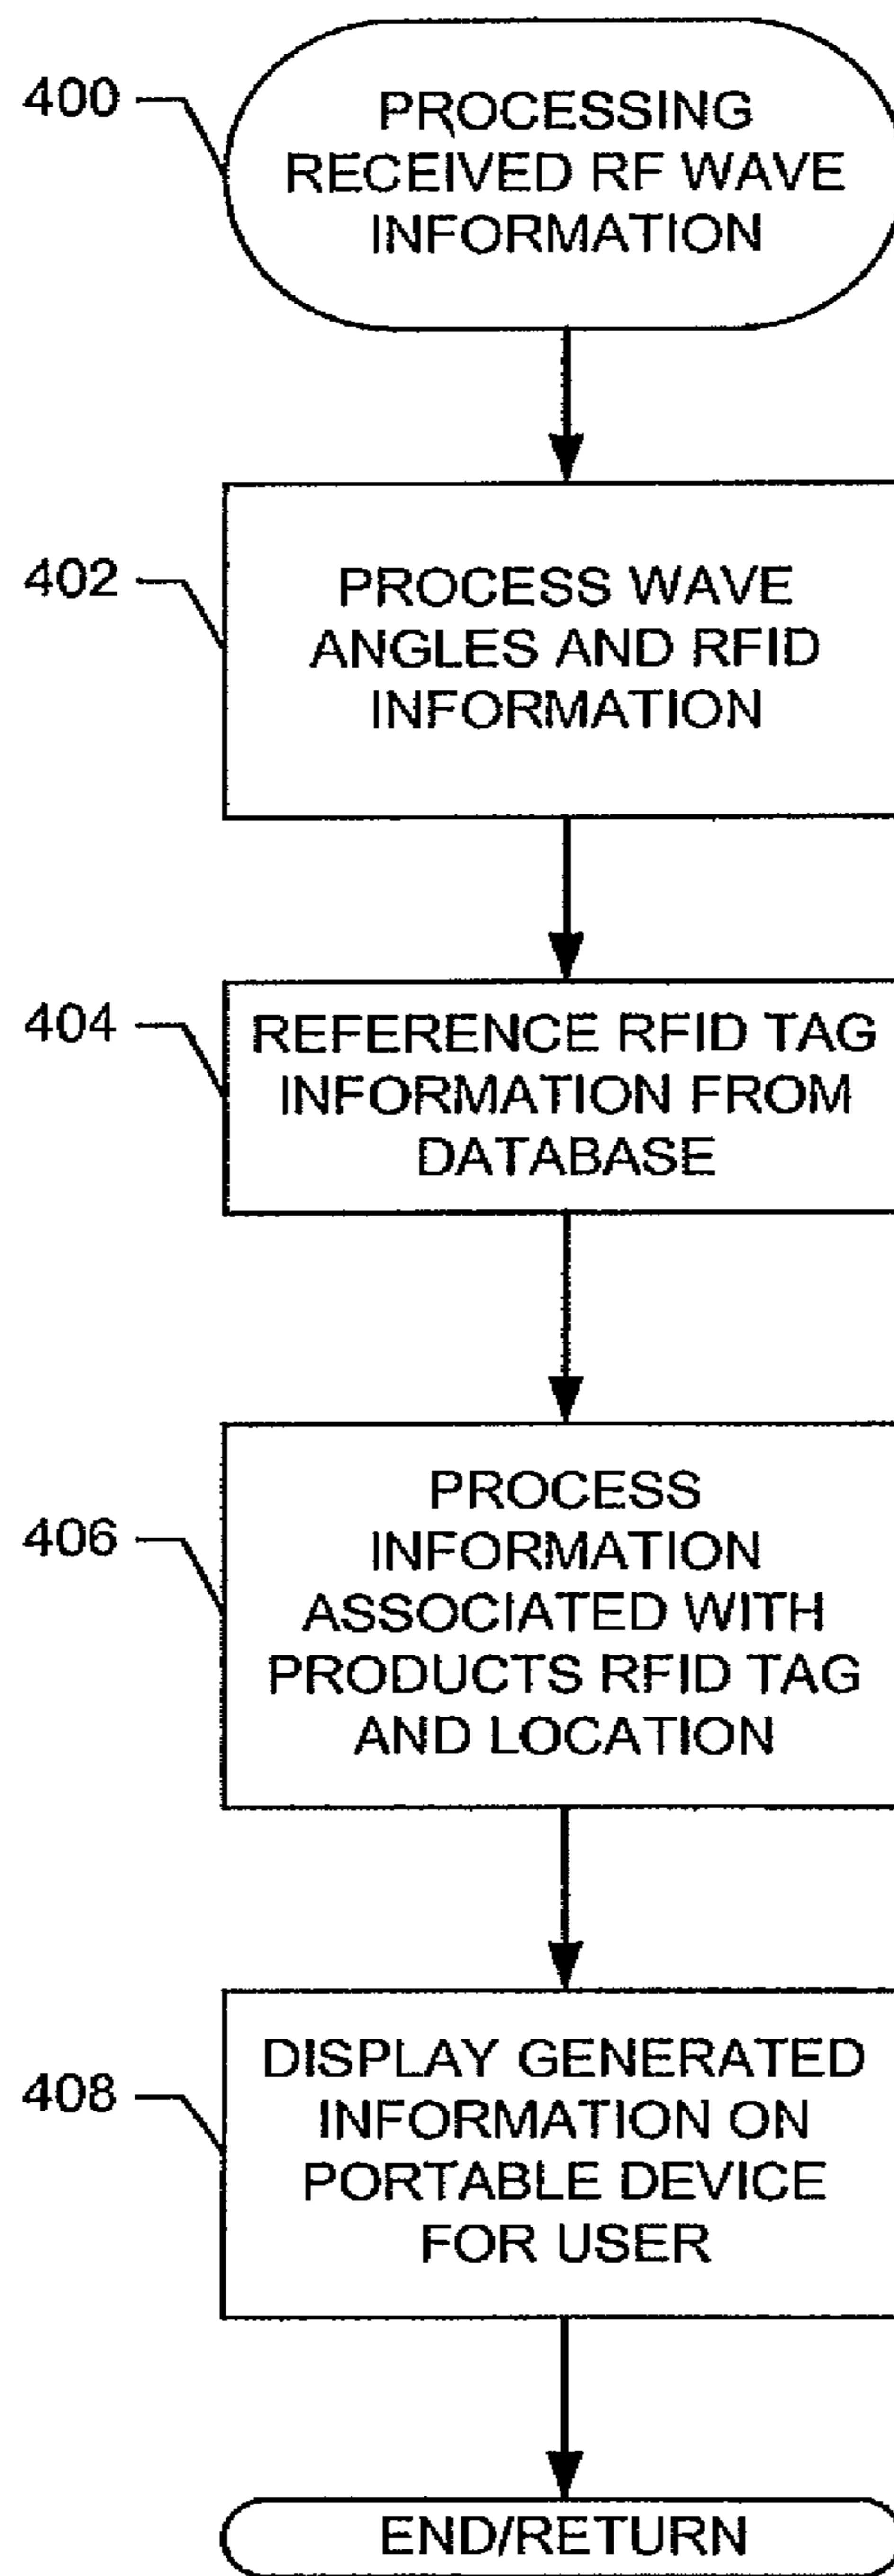 400
PROCESSING
RECEIVED RF WAVE
INFORMATION
402
PROCESS WAVE
ANGLES AND RFID
INFORMATION
404
REFERENCE RFID TAG
INFORMATION FROM
DATABASE
406
PROCESS
INFORMATION
ASSOCIATED WITH
PRODUCTS RFID TAG
AND LOCATION
408
DISPLAY GENERATED
INFORMATION ON
PORTABLE DEVICE
FOR USER
END/RETURN